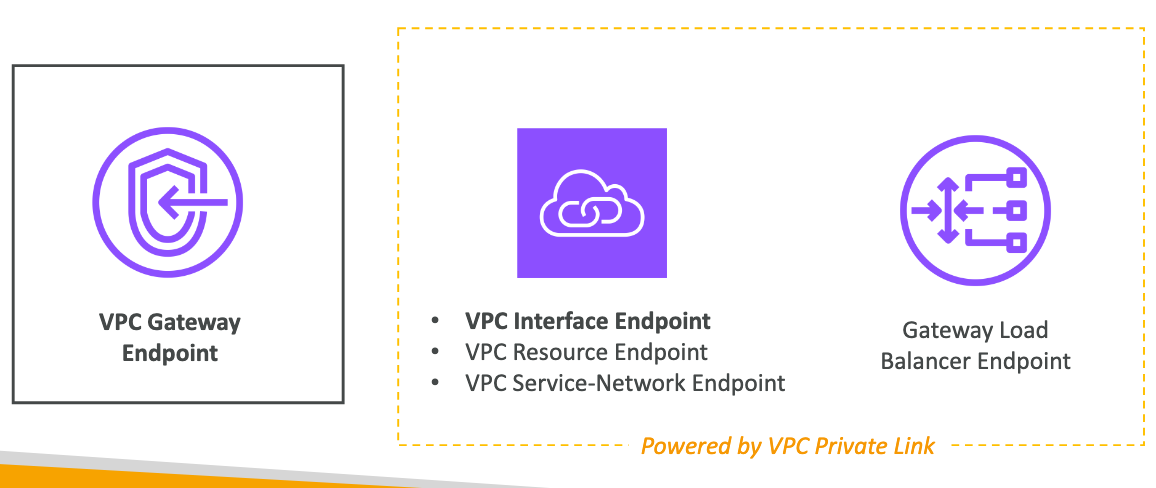 VPC Gateway
Endpoint
• VPC Interface Endpoint
• VPC Resource Endpoint
• VPC Service-Network Endpoint
Gateway Load
Balancer Endpoint
Powered by VPC Private Link